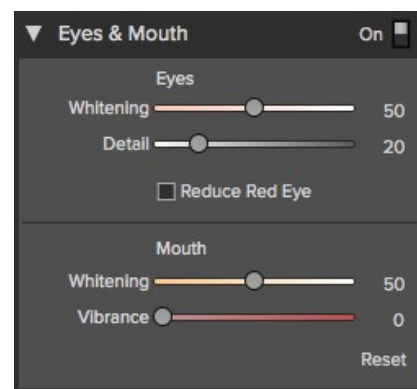 Eyes & Mouth On
Eyes
Whitening 50
Detail 20
Reduce Red Eye
Mouth
Whitening 50
Vibrance 0
Reset